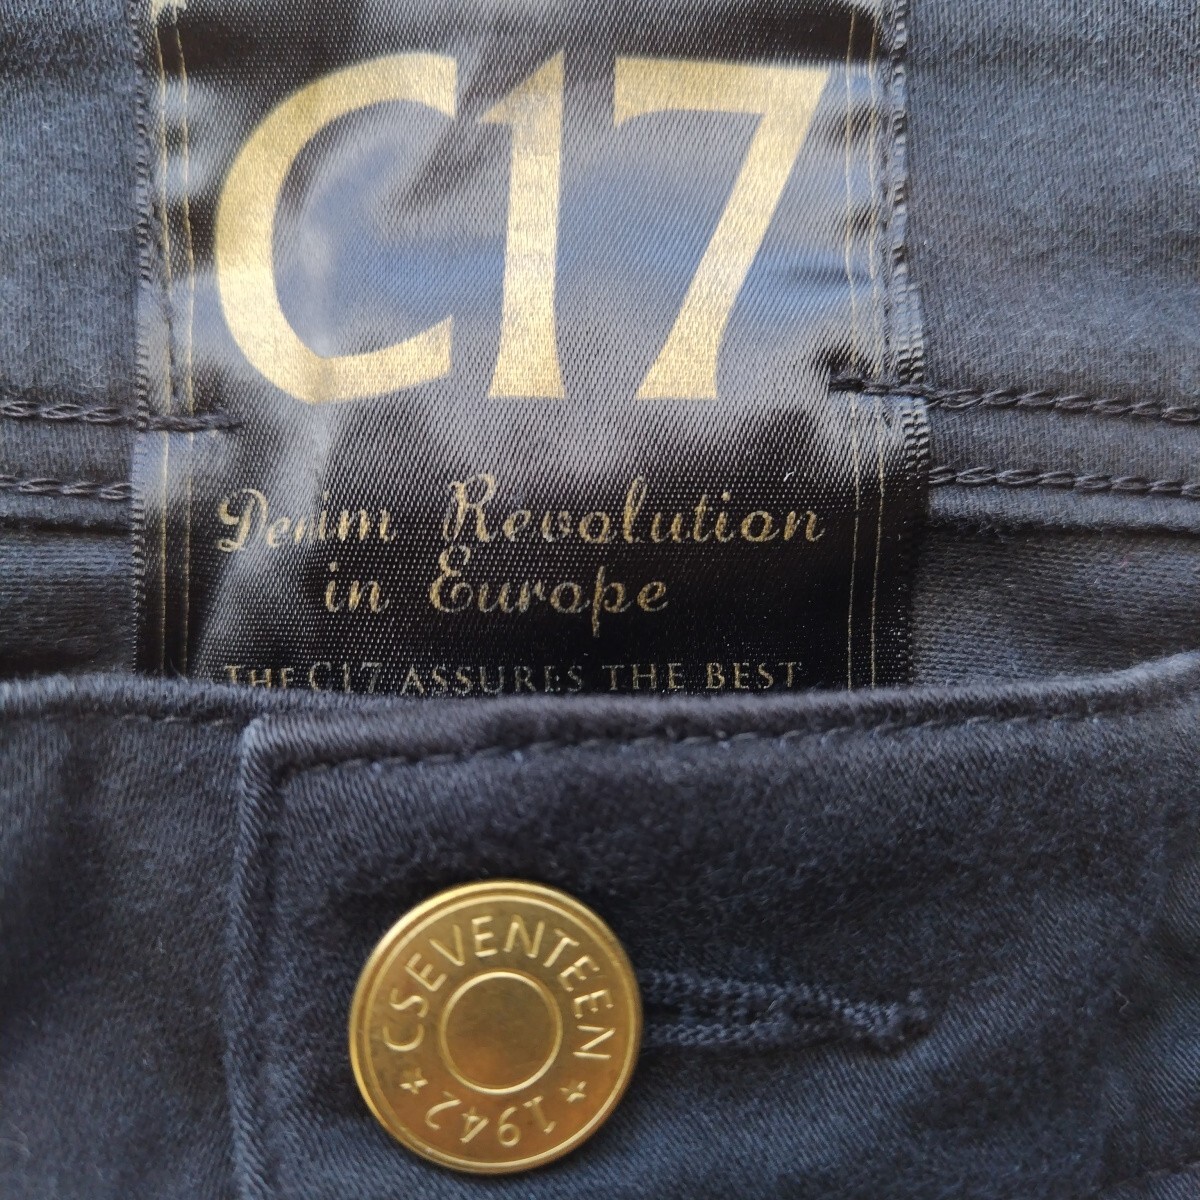 C17
Denim Revolution
in Europe
THE C17 ASSURES THE BEST
CSEVENTEEN
★ 1942 ★